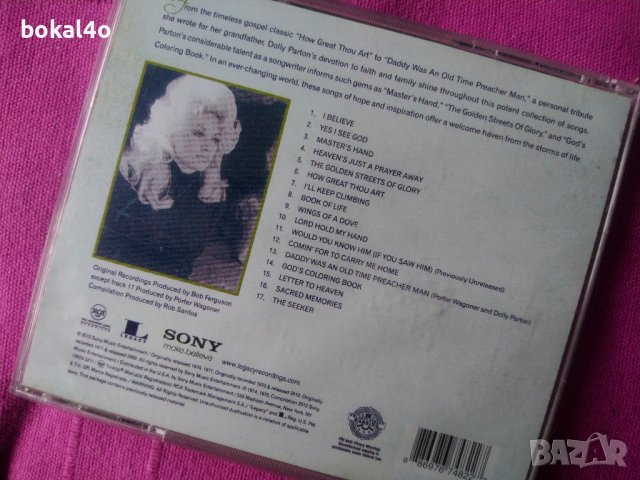 bokal4o
bokal4o
From the timeless gospel classic "How Great Thou Art" to "Daddy Was An Old Time Preacher Man," a personal tribute
she wrote for her grandfather, Dolly Parton's devotion to faith and family shine throughout this potent collection of songs.
Parton's considerable talent as a songwriter informs such gems as "Master's Hand," "The Golden Streets Of Glory," and "God's
Coloring Book." In an ever-changing world, these songs of hope and inspiration offer a welcome haven from the storms of life.
1. I BELIEVE
2. YES I SEE GOD
3. MASTER'S HAND
4. HEAVEN'S JUST A PRAYER AWAY
5. THE GOLDEN STREETS OF GLORY
6. HOW GREAT THOU ART
7. I'LL KEEP CLIMBING
8. BOOK OF LIFE
9. WINGS OF A DOVE
10. LORD HOLD MY HAND
11. WOULD YOU KNOW HIM (IF YOU SAW HIM) (Previously Unreleased)
12. COMIN' FOR TO CARRY ME HOME
13. DADDY WAS AN OLD TIME PREACHER MAN (Porter Wagoner and Dolly Parton)
14. GOD'S COLORING BOOK
15. LETTER TO HEAVEN
16. SACRED MEMORIES
17. THE SEEKER
Original Recordings Produced by Bob Ferguson
except track 17 Produced by Porter Wagoner
Compilation Produced by Rob Santos
RCA
L
LEGACY
SONY
make.believe
www.legacyrecordings.com
8 86976 74822
BAZAR